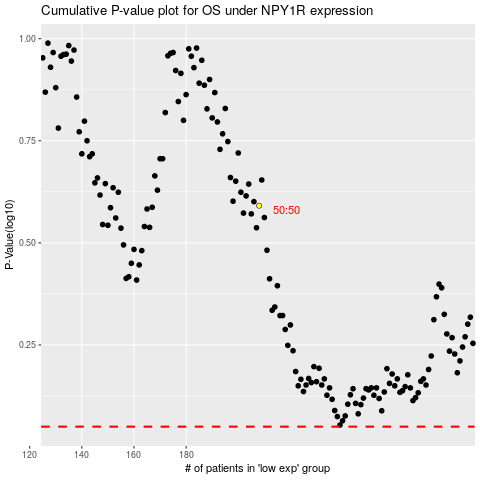 Cumulative P-value plot for OS under NPY1R expression
P-Value(log10)
1.00
0.75
0.50
0.25
50:50
120 140 160 180
# of patients in 'low exp' group